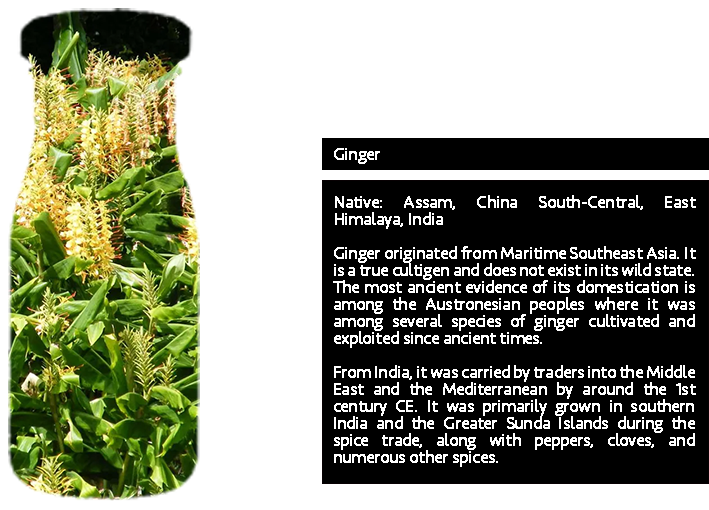 Ginger
Native: Assam, China South-Central, East
Himalaya, India
Ginger originated from Maritime Southeast Asia. It
is a true cultigen and does not exist in its wild state.
The most ancient evidence of its domestication is
among the Austronesian peoples where it was
among several species of ginger cultivated and
exploited since ancient times.
From India, it was carried by traders into the Middle
East and the Mediterranean by around the 1st
century CE. It was primarily grown in southern
India and the Greater Sunda Islands during the
spice trade, along with peppers, cloves, and
numerous other spices.